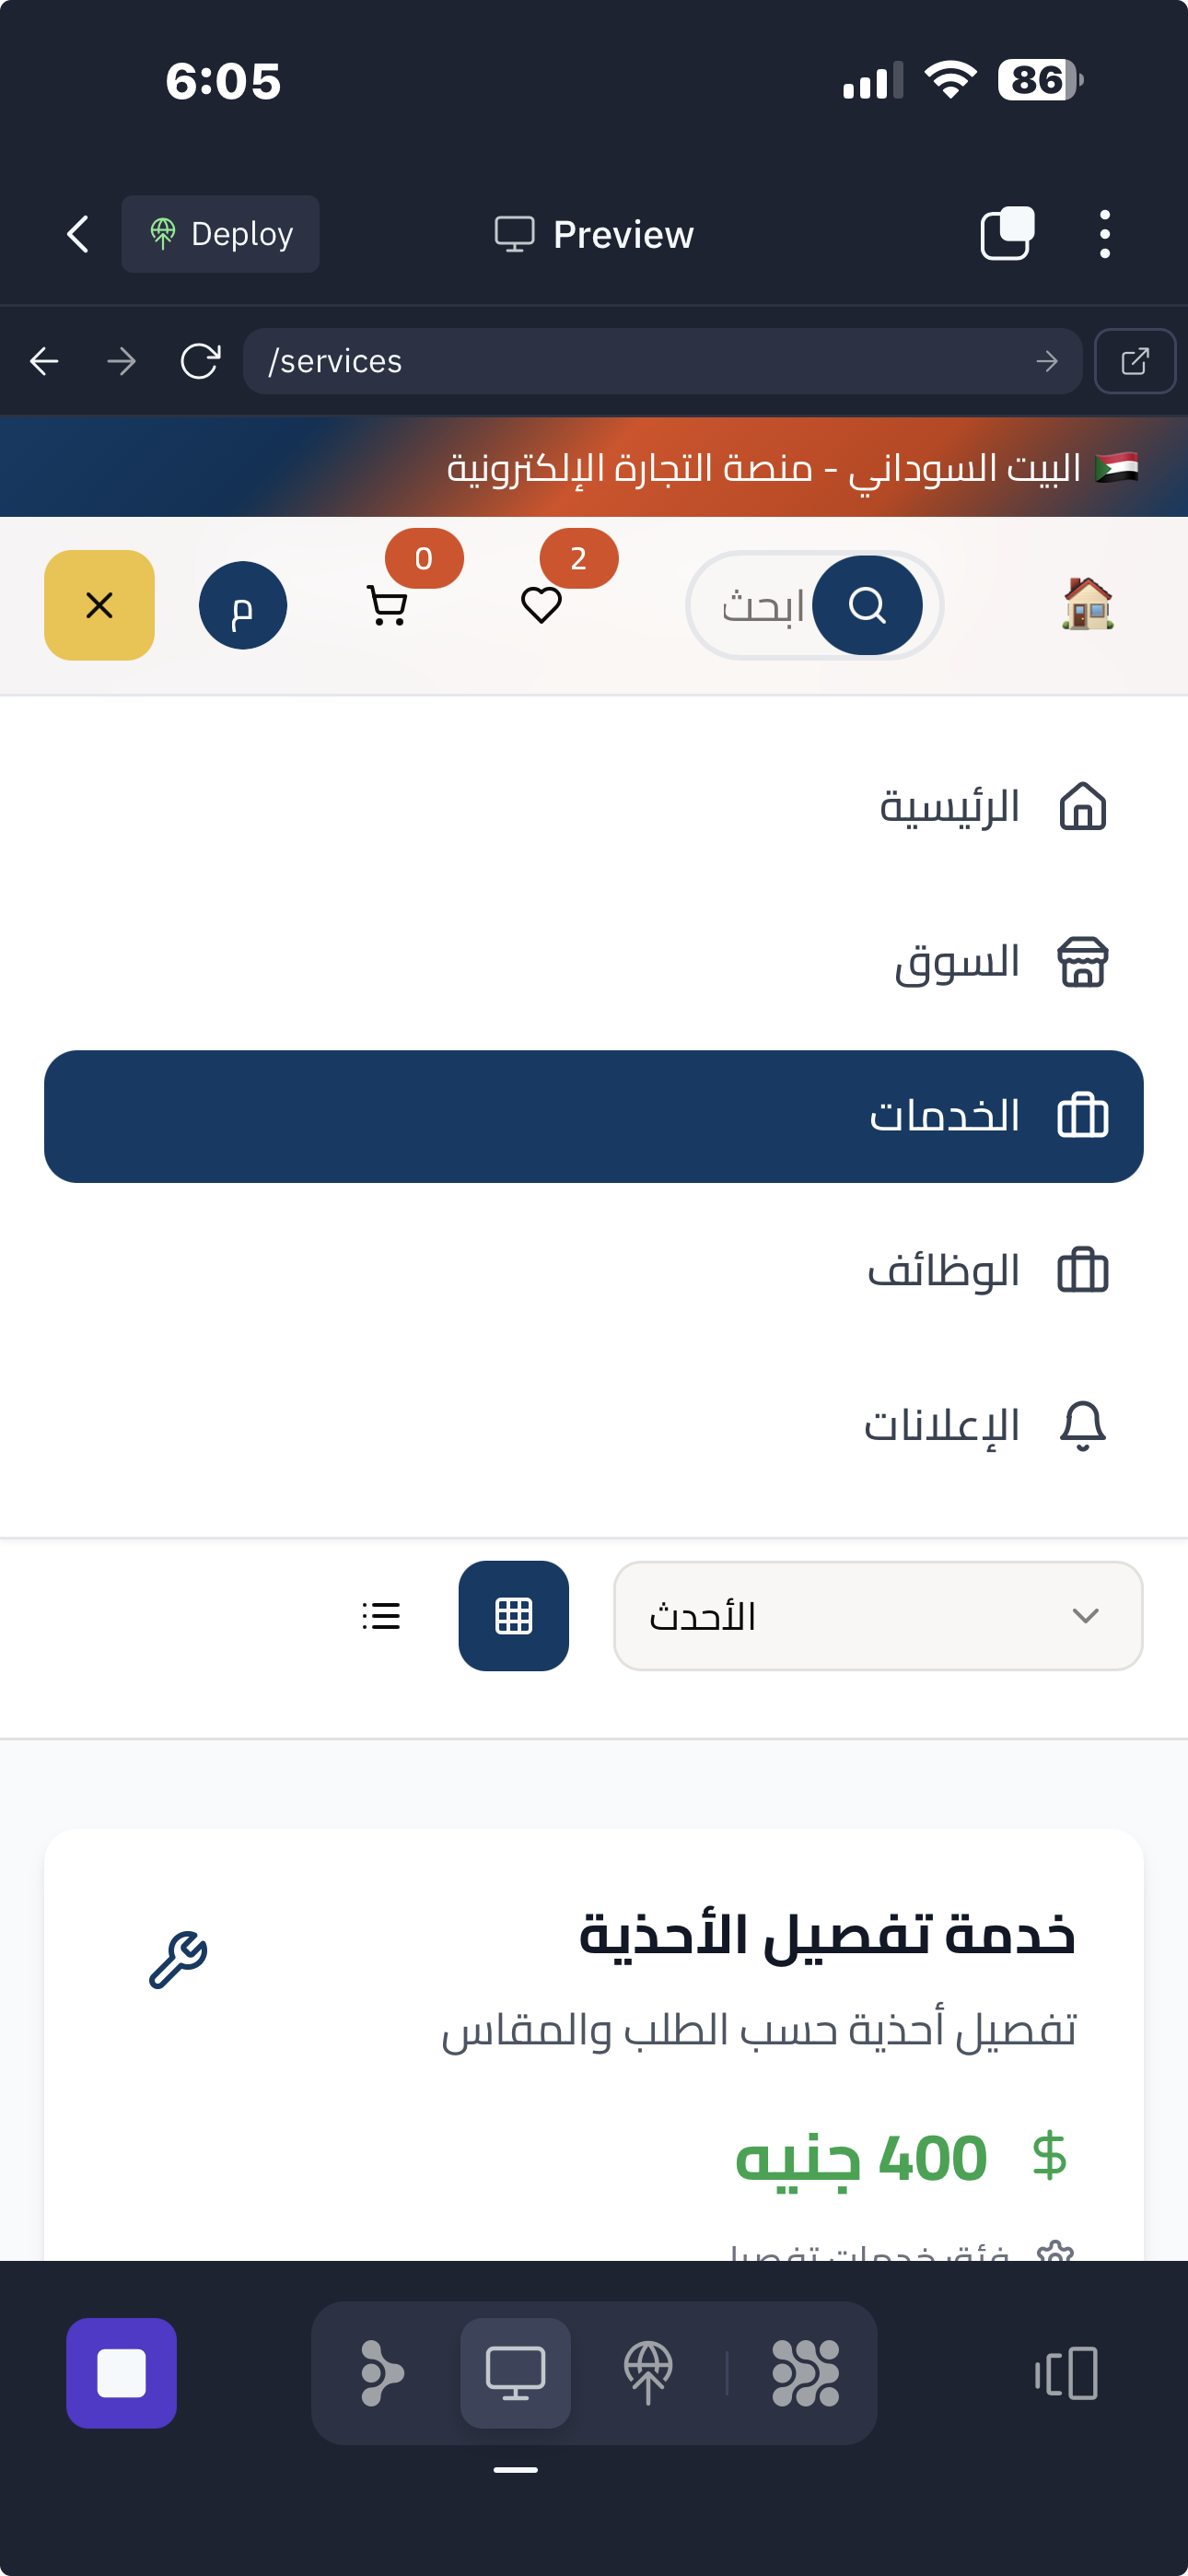 6:05
86
Deploy
Preview
/services
البيت السوداني - منصة التجارة الإلكترونية
ابحث
2
0
م
الرئيسية
السوق
الخدمات
الوظائف
الإعلانات
الأحدث
خدمة تفصيل الأحذية
تفصيل أحذية حسب الطلب والمقاس
$ 400 جنيه